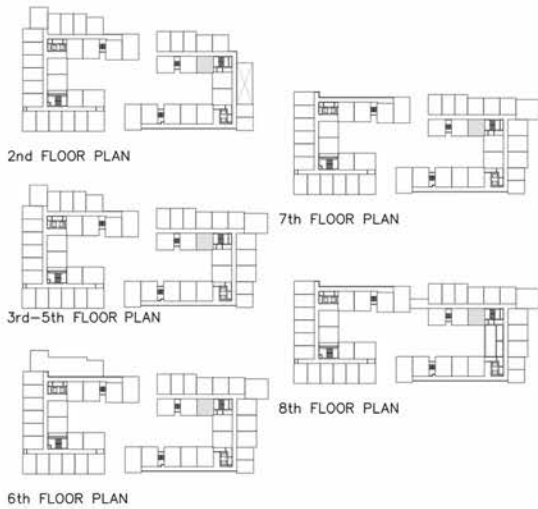 2nd FLOOR PLAN
3rd-5th FLOOR PLAN
6th FLOOR PLAN
7th FLOOR PLAN
8th FLOOR PLAN